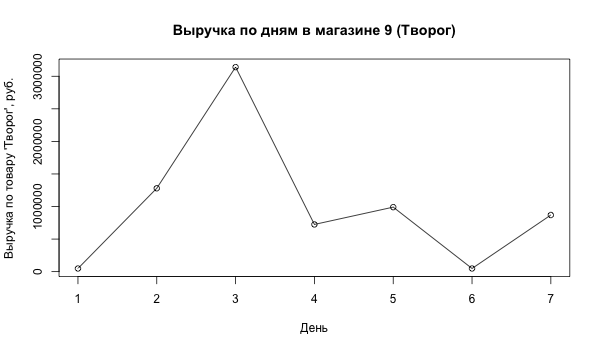 Выручка по дням в магазине 9 (Творог)
Выручка по товару 'Творог', руб.
3000000
2000000
1000000
0
1 2 3 4 5 6 7
День